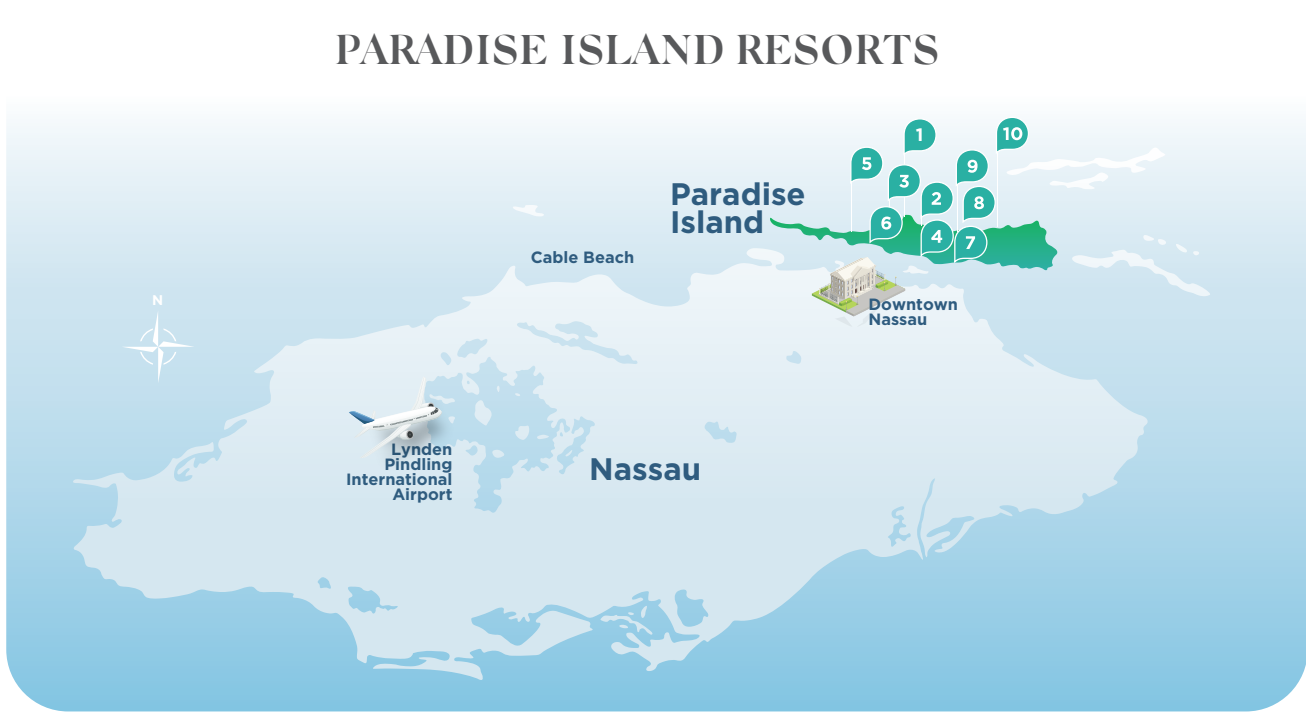 PARADISE ISLAND RESORTS
1
10
5
9
3
2
8
Paradise
Island
6
4
7
Cable Beach
N
Downtown
Nassau
Lynden
Pindling
International
Airport
Nassau